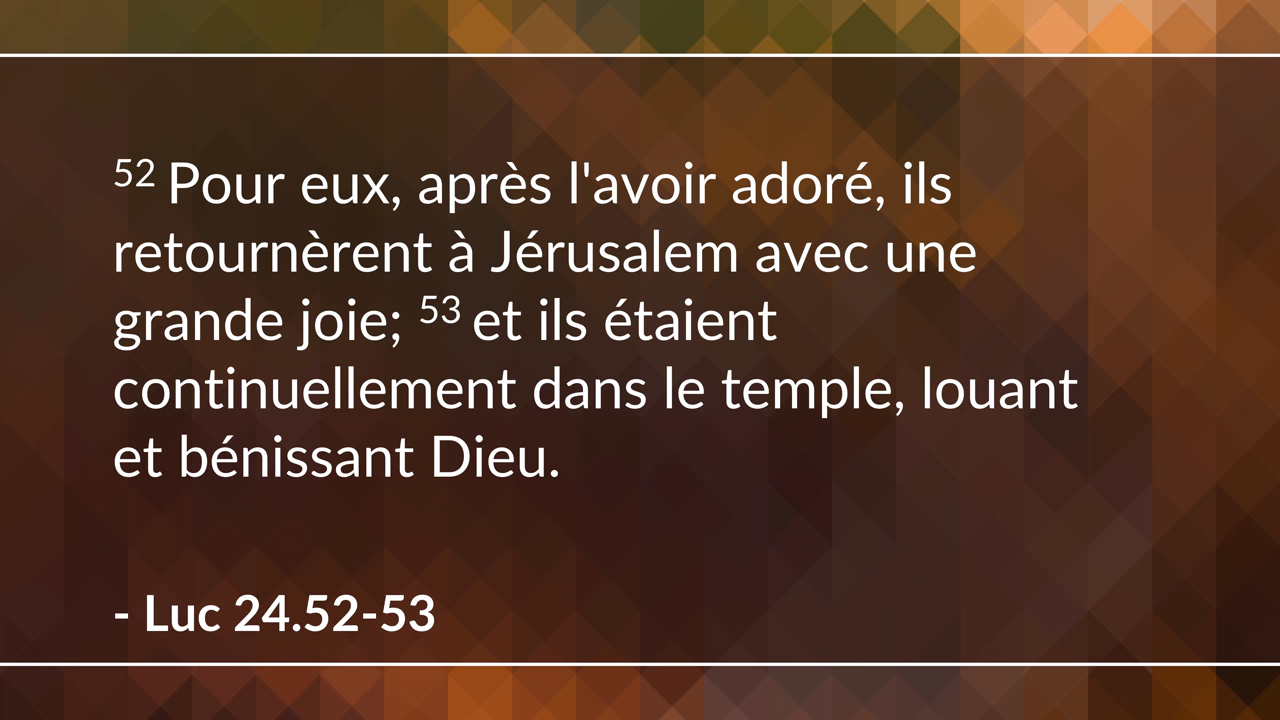 52 Pour eux, après l'avoir adoré, ils
retournèrent à Jérusalem avec une
grande joie; 53 et ils étaient
continuellement dans le temple, louant
et bénissant Dieu.
- Luc 24.52-53